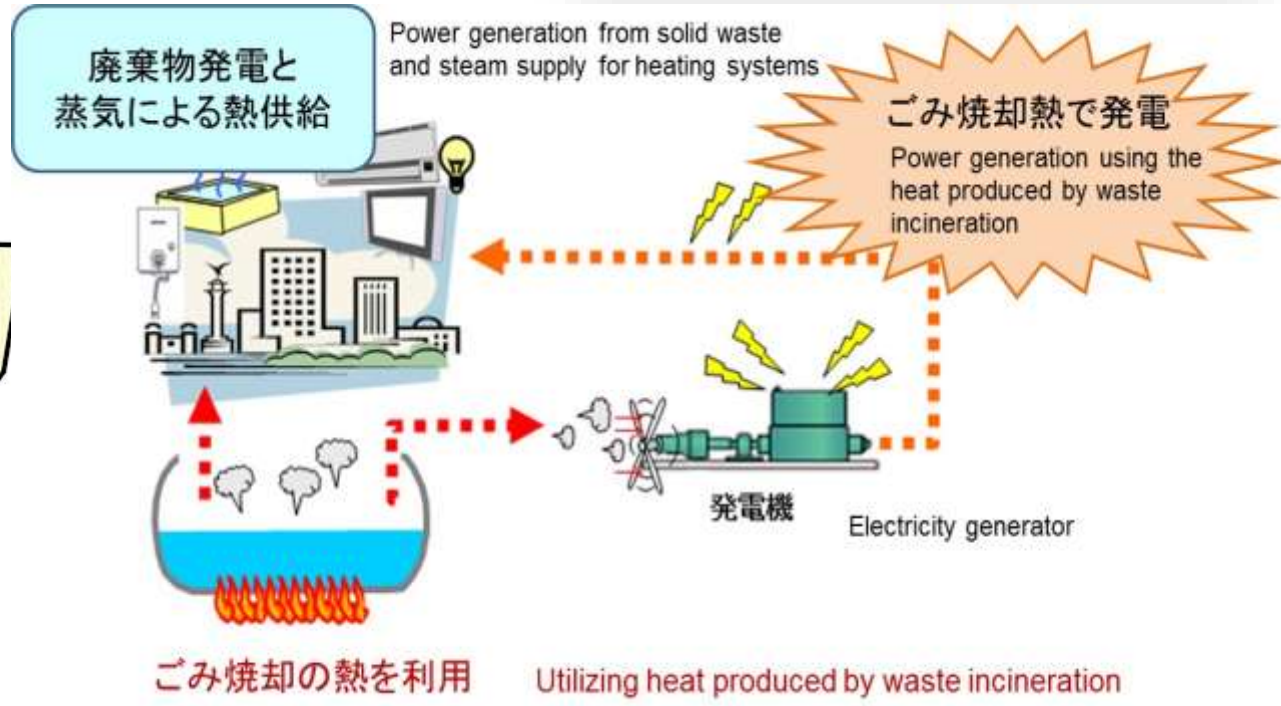 廃棄物発電と
蒸気による熱供給
Power generation from solid waste
and steam supply for heating systems
ごみ焼却熱で発電
Power generation using the
heat produced by waste
incineration
発電機
Electricity generator
ごみ焼却の熱を利用
Utilizing heat produced by waste incineration